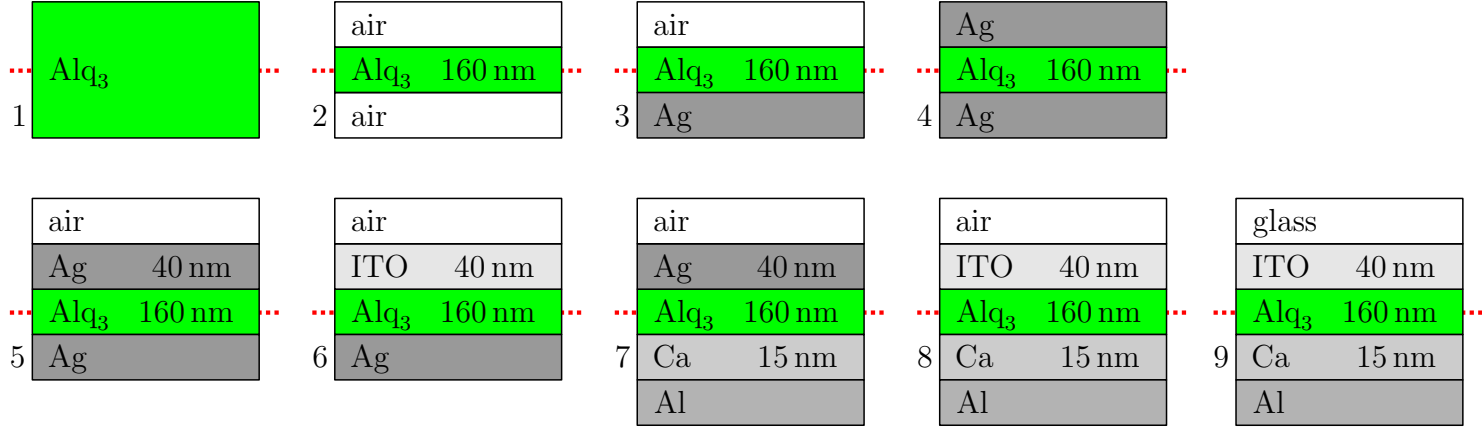 air air Ag
Alq₃ Alq₃ 160 nm Alq₃ 160 nm Alq₃ 160 nm
1 2 air 3 Ag 4 Ag
air air air air glass
Ag 40 nm ITO 40 nm Ag 40 nm ITO 40 nm ITO 40 nm
Alq₃ 160 nm Alq₃ 160 nm Alq₃ 160 nm Alq₃ 160 nm Alq₃ 160 nm
5 Ag 6 Ag 7 Ca 15 nm 8 Ca 15 nm 9 Ca 15 nm
Al Al Al